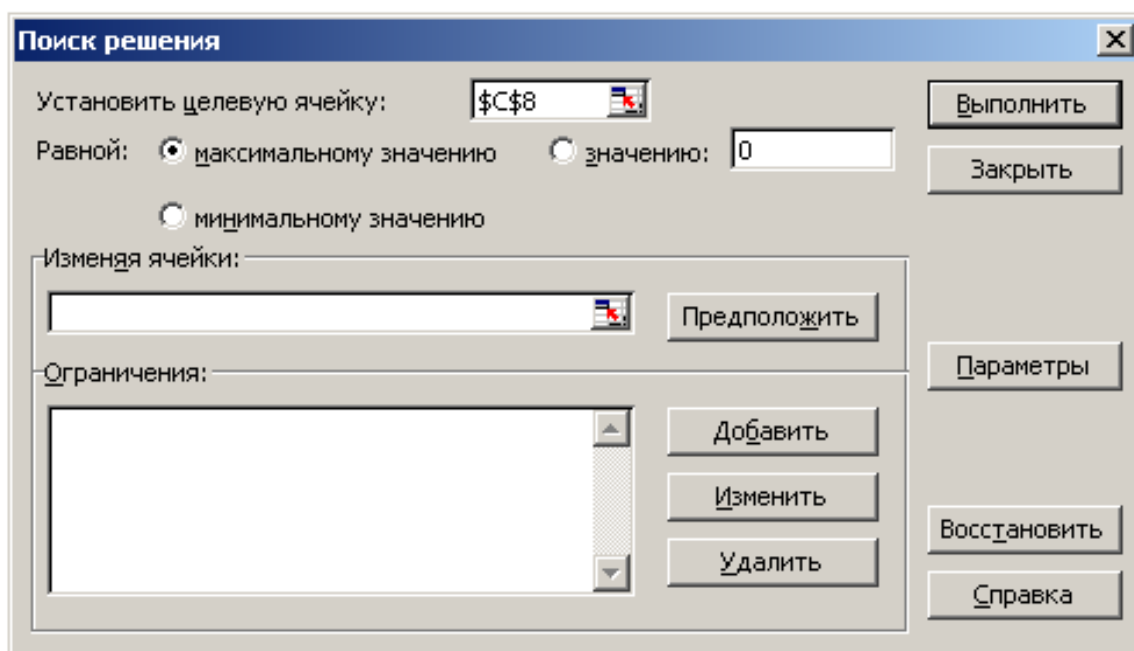 Поиск решения
Установить целевую ячейку: $C$8
Выполнить
Равной: максимальному значению значению: 0
Закрыть
минимальному значению
Изменяя ячейки:
Предположить
Параметры
Ограничения:
Добавить
Изменить
Восстановить
Удалить
Справка